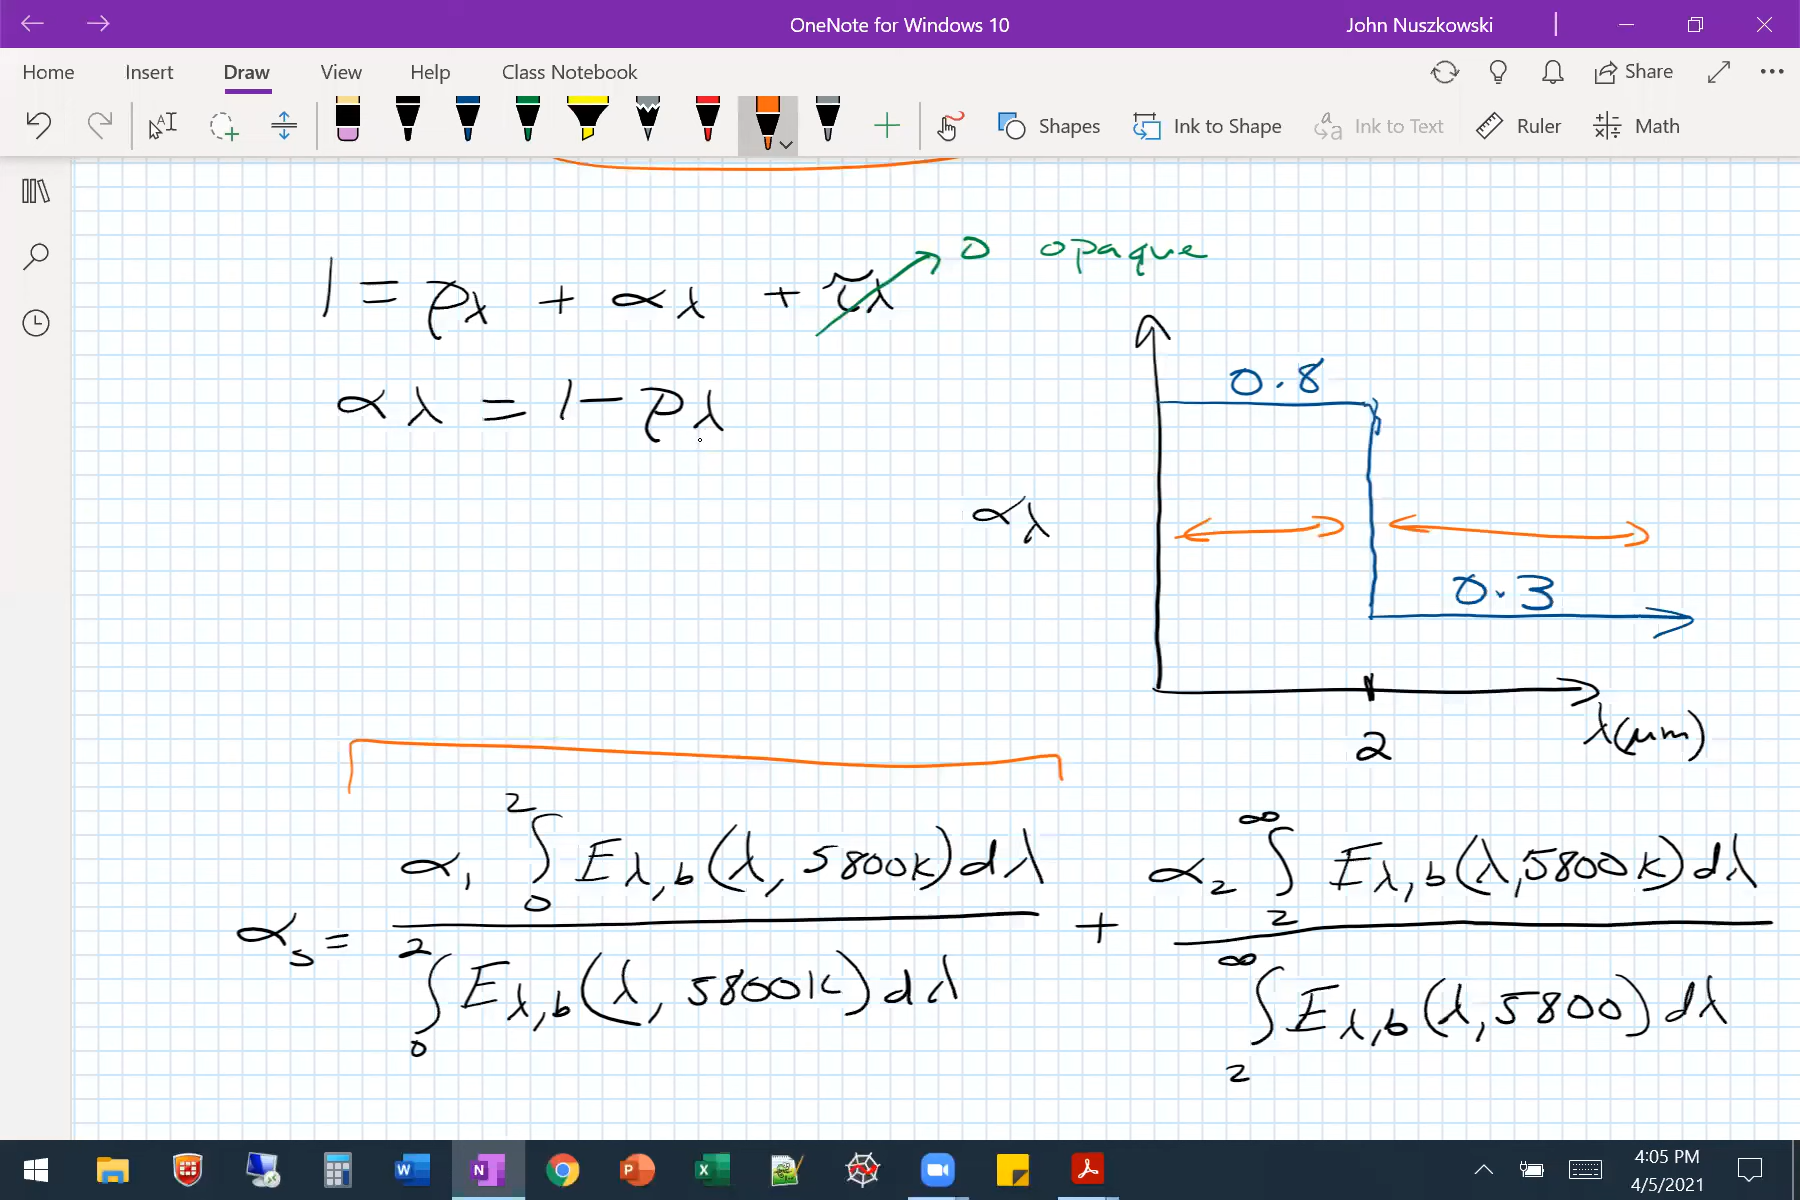 OneNote for Windows 10
John Nuszkowski
Home Insert Draw View Help Class Notebook
Share
Shapes Ink to Shape Ink to Text Ruler Math
1 = ρλ + αλ + τλ 0 opaque
αλ = 1 - ρλ
0.8
αλ
0.3
2
λ(μm)
αs = α1 ∫₀² Eλ,b(λ, 5800K)dλ / ∫₀² Eλ,b(λ, 5800K)dλ + α2 ∫₂^∞ Eλ,b(λ, 5800K)dλ / ∫₂^∞ Eλ,b(λ, 5800)dλ
4:05 PM
4/5/2021